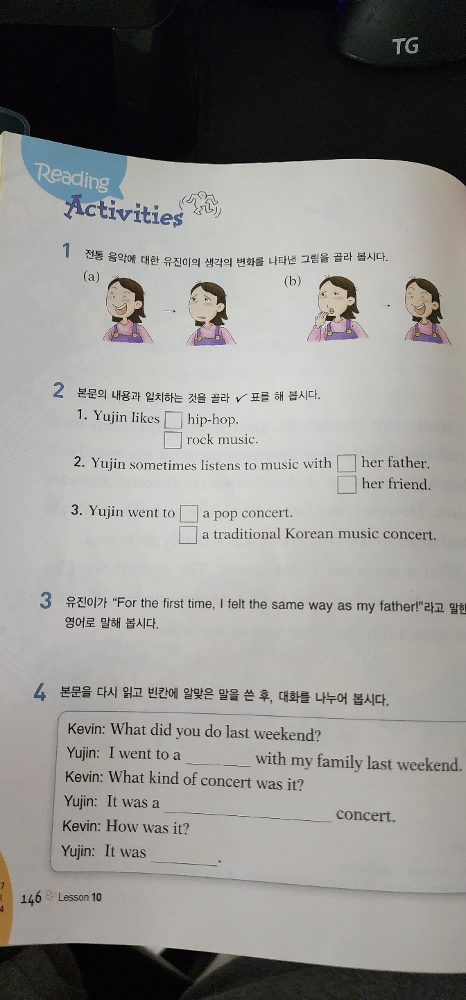 TG
Reading
Activities
1 전통 음악에 대한 유진이의 생각의 변화를 나타낸 그림을 골라 봅시다.
(a) → (b) →
2 본문의 내용과 일치하는 것을 골라 ✓ 표를 해 봅시다.
1. Yujin likes □ hip-hop.
□ rock music.
2. Yujin sometimes listens to music with □ her father.
□ her friend.
3. Yujin went to □ a pop concert.
□ a traditional Korean music concert.
3 유진이가 “For the first time, I felt the same way as my father!”라고 말한
영어로 말해 봅시다.
4 본문을 다시 읽고 빈칸에 알맞은 말을 쓴 후, 대화를 나누어 봅시다.
Kevin: What did you do last weekend?
Yujin: I went to a ________ with my family last weekend.
Kevin: What kind of concert was it?
Yujin: It was a ____________________ concert.
Kevin: How was it?
Yujin: It was ________.
7
4
146 Lesson 10